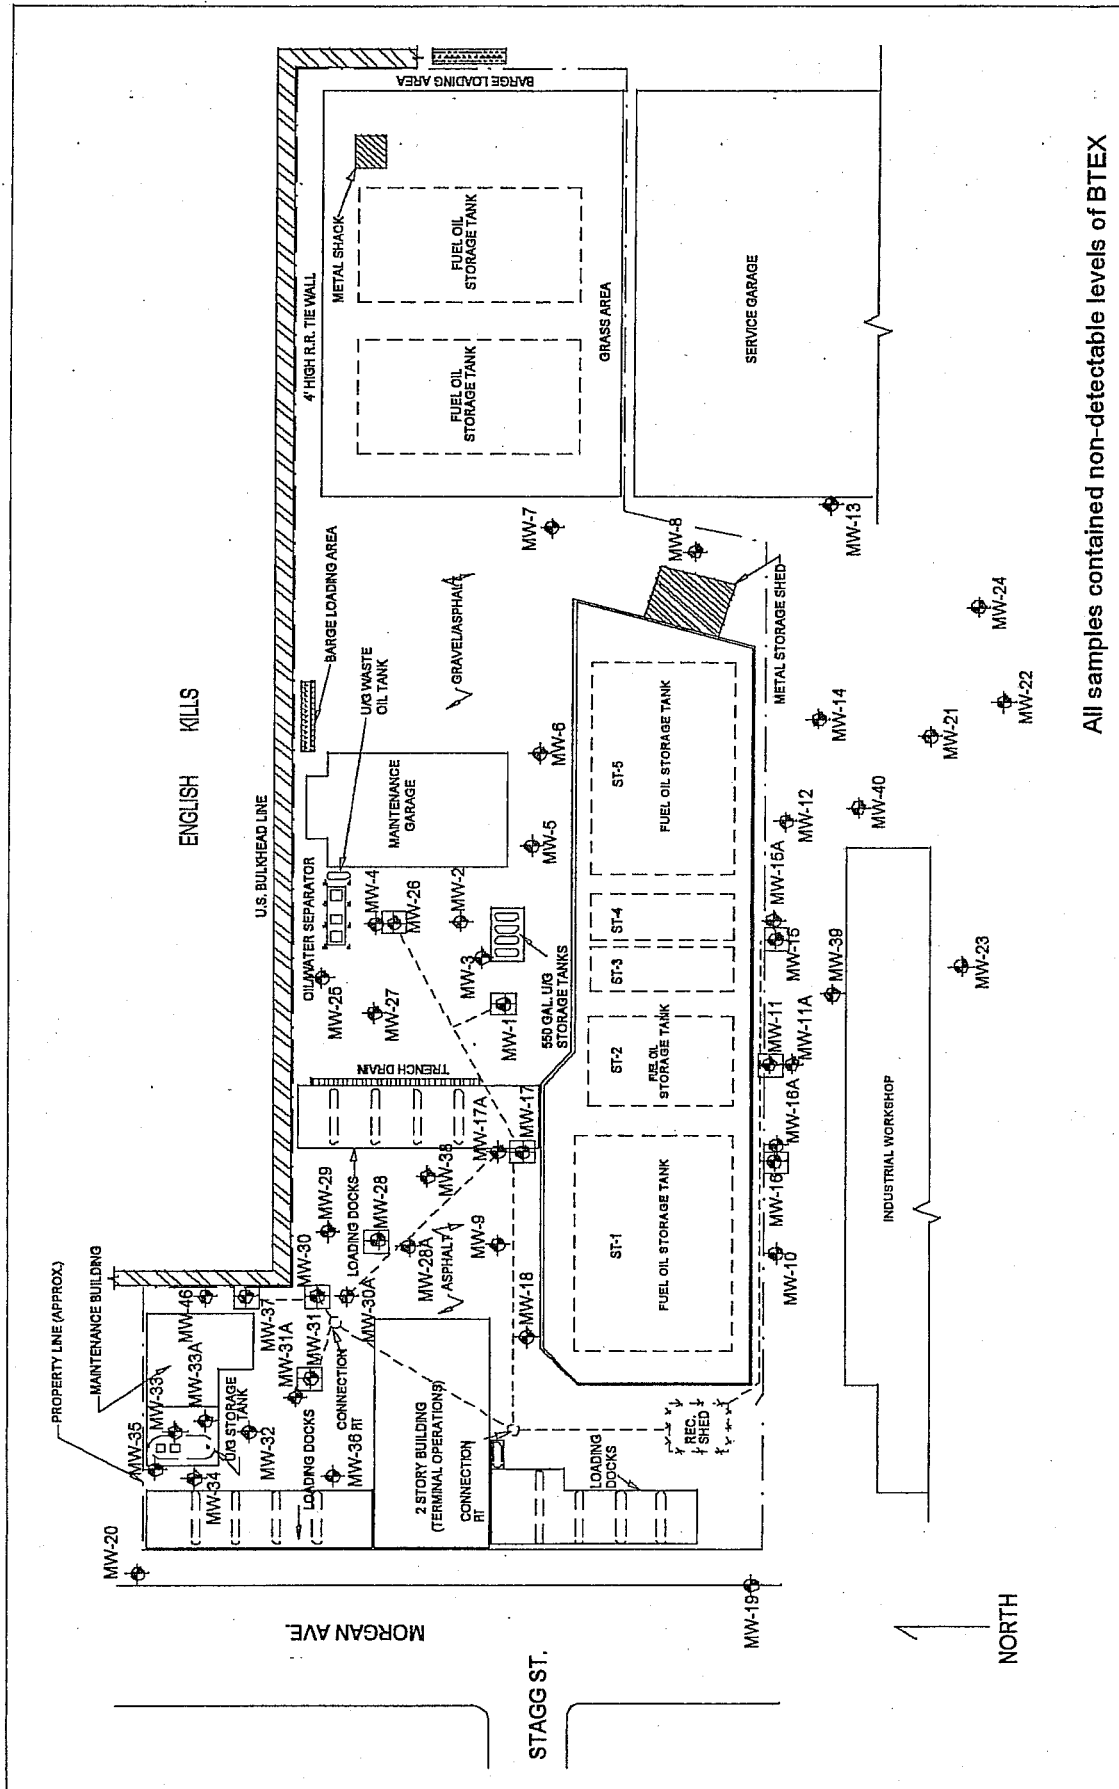 ENGLISH KILLS
U.S. BULKHEAD LINE
4' HIGH R.R. TIE WALL
BARGE LOADING AREA
METAL SHACK
FUEL OIL
STORAGE TANK
FUEL OIL
STORAGE TANK
GRASS AREA
SERVICE GARAGE
BARGE LOADING AREA
U/G WASTE
OIL TANK
OIL/WATER SEPARATOR
MAINTENANCE
GARAGE
GRAVEL/ASPHALT
MW-7
MW-8
METAL STORAGE SHED
MW-13
MW-24
MW-22
MW-21
MW-14
MW-40
MW-12
MW-6
MW-5
MW-4
MW-26
MW-2
MW-3
MW-25
MW-27
MW-1
550 GAL. U/G
STORAGE TANKS
TRENCH DRAIN
ST-5
FUEL OIL STORAGE TANK
ST-4
ST-3
ST-2
FUEL OIL
STORAGE TANK
ST-1
FUEL OIL STORAGE TANK
MW-15A
MW-15
MW-39
MW-23
MW-11
MW-11A
MW-16A
MW-16
MW-10
INDUSTRIAL WORKSHOP
MW-17A
MW-17
MW-38
MW-29
LOADING DOCKS
MW-28
MW-28A
ASPHALT
MW-9
MW-18
MW-30
MW-30A
PROPERTY LINE (APPROX.)
MAINTENANCE BUILDING
MW-46
MW-37
MW-31A
MW-31
CONNECTION
PIT
MW-33A
MW-33
MW-35
U/G STORAGE
TANK
MW-32
MW-34
LOADING DOCKS
MW-36
2 STORY BUILDING
(TERMINAL OPERATIONS)
CONNECTION
PIT
REC.
SHED
LOADING
DOCKS
MW-20
MW-19
MORGAN AVE.
STAGG ST.
NORTH
All samples contained non-detectable levels of BTEX